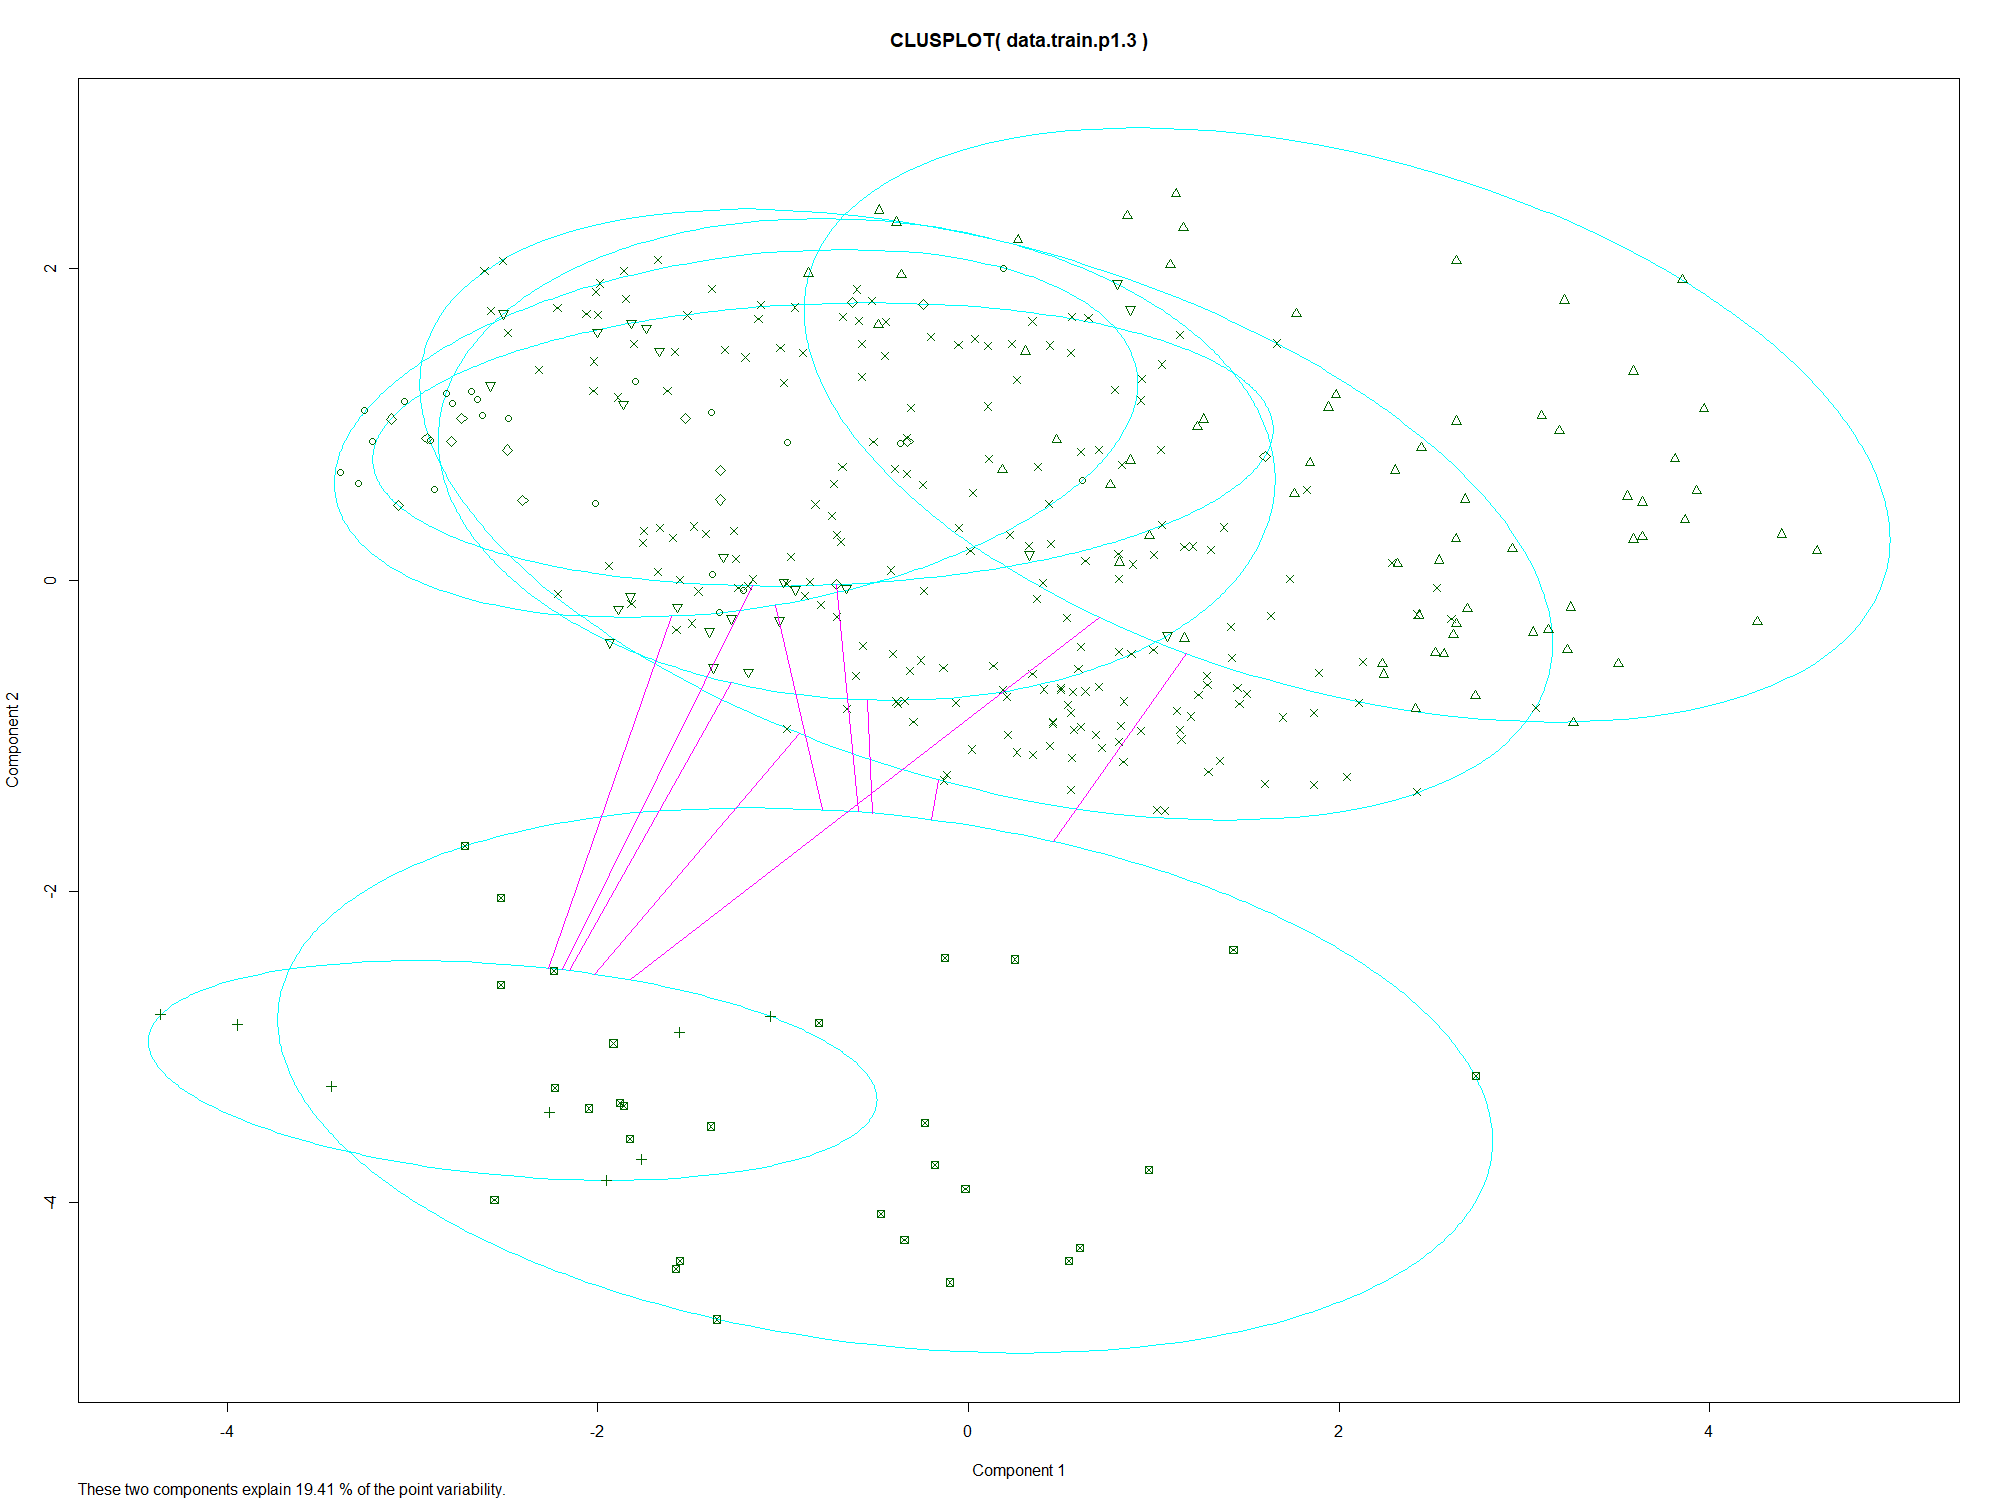 CLUSPLOT( data.train.p1.3 )
Component 2
2
0
-2
-4
-4
-2
0
2
4
Component 1
These two components explain 19.41 % of the point variability.